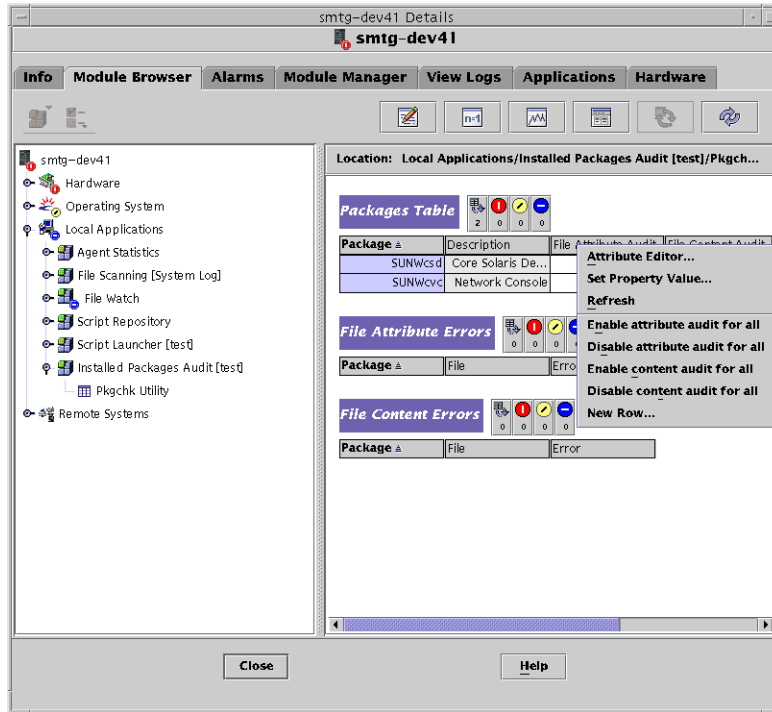 smtg-dev41 Details
smtg-dev41
Info Module Browser Alarms Module Manager View Logs Applications Hardware
n=1
smtg-dev41
Hardware
Operating System
Local Applications
Agent Statistics
File Scanning [System Log]
File Watch
Script Repository
Script Launcher [test]
Installed Packages Audit [test]
Pkgchk Utility
Remote Systems
Location: Local Applications/Installed Packages Audit [test]/Pkgch...
Packages Table 2 0 0 0
Package Description File Attribute Audit File Content Audit
SUNWcsd Core Solaris De...
SUNWcvc Network Console
File Attribute Errors 0 0 0
Package File Erro
File Content Errors 0 0 0 0
Package File Error
Attribute Editor...
Set Property Value...
Refresh
Enable attribute audit for all
Disable attribute audit for all
Enable content audit for all
Disable content audit for all
New Row...
Close Help